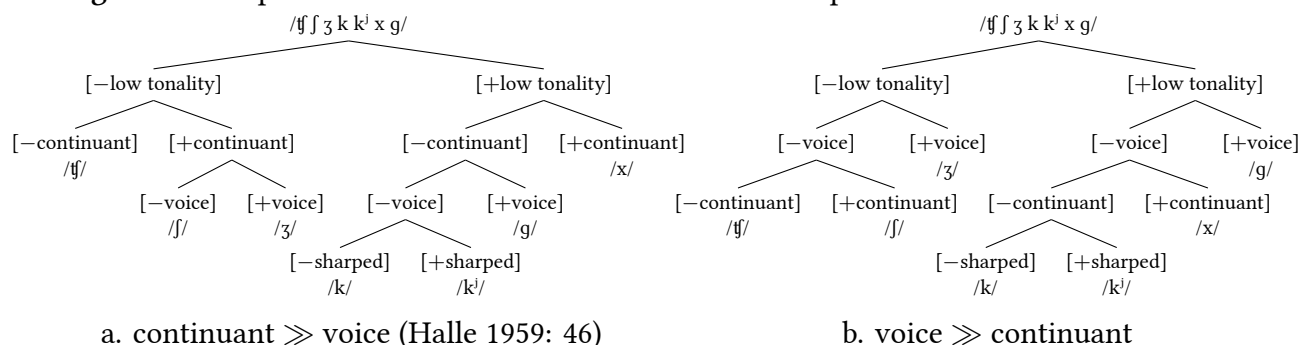 /ʧ ʃ ʒ k kʲ x ɡ/ /ʧ ʃ ʒ k kʲ x ɡ/
[−low tonality] [+low tonality] [−low tonality] [+low tonality]
[−continuant] [+continuant] [−continuant] [+continuant] [−voice] [+voice] [−voice] [+voice]
/ʧ/ /x/ /ʒ/ /ɡ/
[−voice] [+voice] [−voice] [+voice] [−continuant] [+continuant] [−continuant] [+continuant]
/ʃ/ /ʒ/ /ɡ/ /ʧ/ /ʃ/ /x/
[−sharped] [+sharped] [−sharped] [+sharped]
/k/ /kʲ/ /k/ /kʲ/
a. continuant ≫ voice (Halle 1959: 46) b. voice ≫ continuant